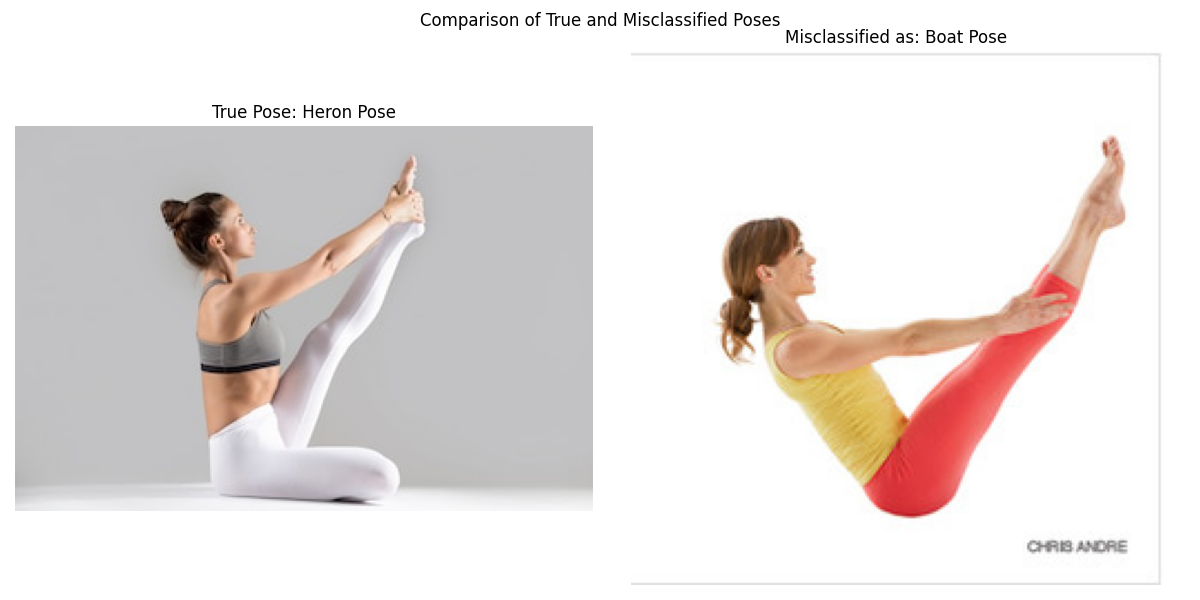 Comparison of True and Misclassified Poses
True Pose: Heron Pose
Misclassified as: Boat Pose
CHRIS ANDRE